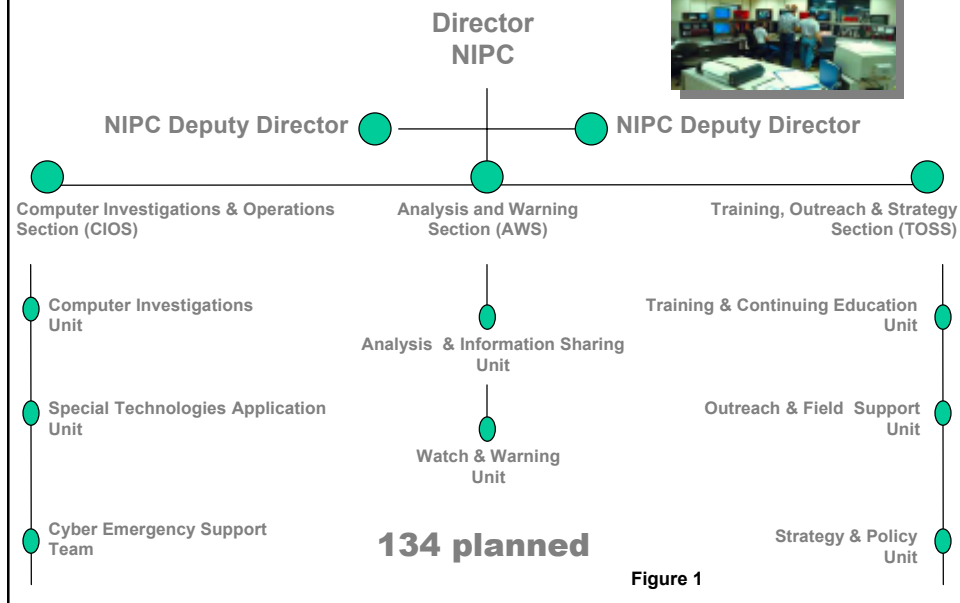 Director
NIPC
NIPC Deputy Director
NIPC Deputy Director
Computer Investigations & Operations
Section (CIOS)
Analysis and Warning
Section (AWS)
Training, Outreach & Strategy
Section (TOSS)
Computer Investigations
Unit
Special Technologies Application
Unit
Cyber Emergency Support
Team
Analysis & Information Sharing
Unit
Watch & Warning
Unit
Training & Continuing Education
Unit
Outreach & Field Support
Unit
Strategy & Policy
Unit
134 planned
Figure 1